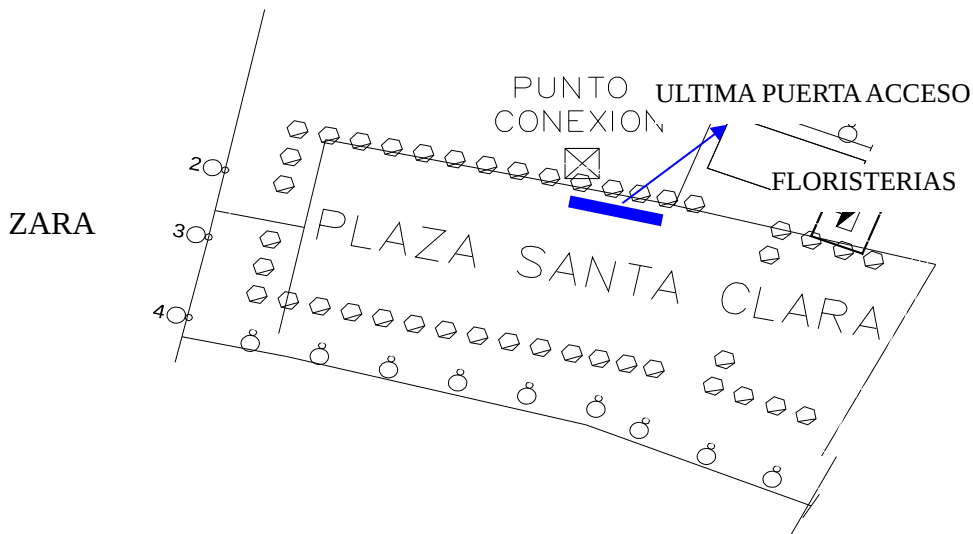 PUNTO
CONEXION
ULTIMA PUERTA ACCESO
2
FLORISTERIAS
ZARA
3
PLAZA SANTA CLARA
4